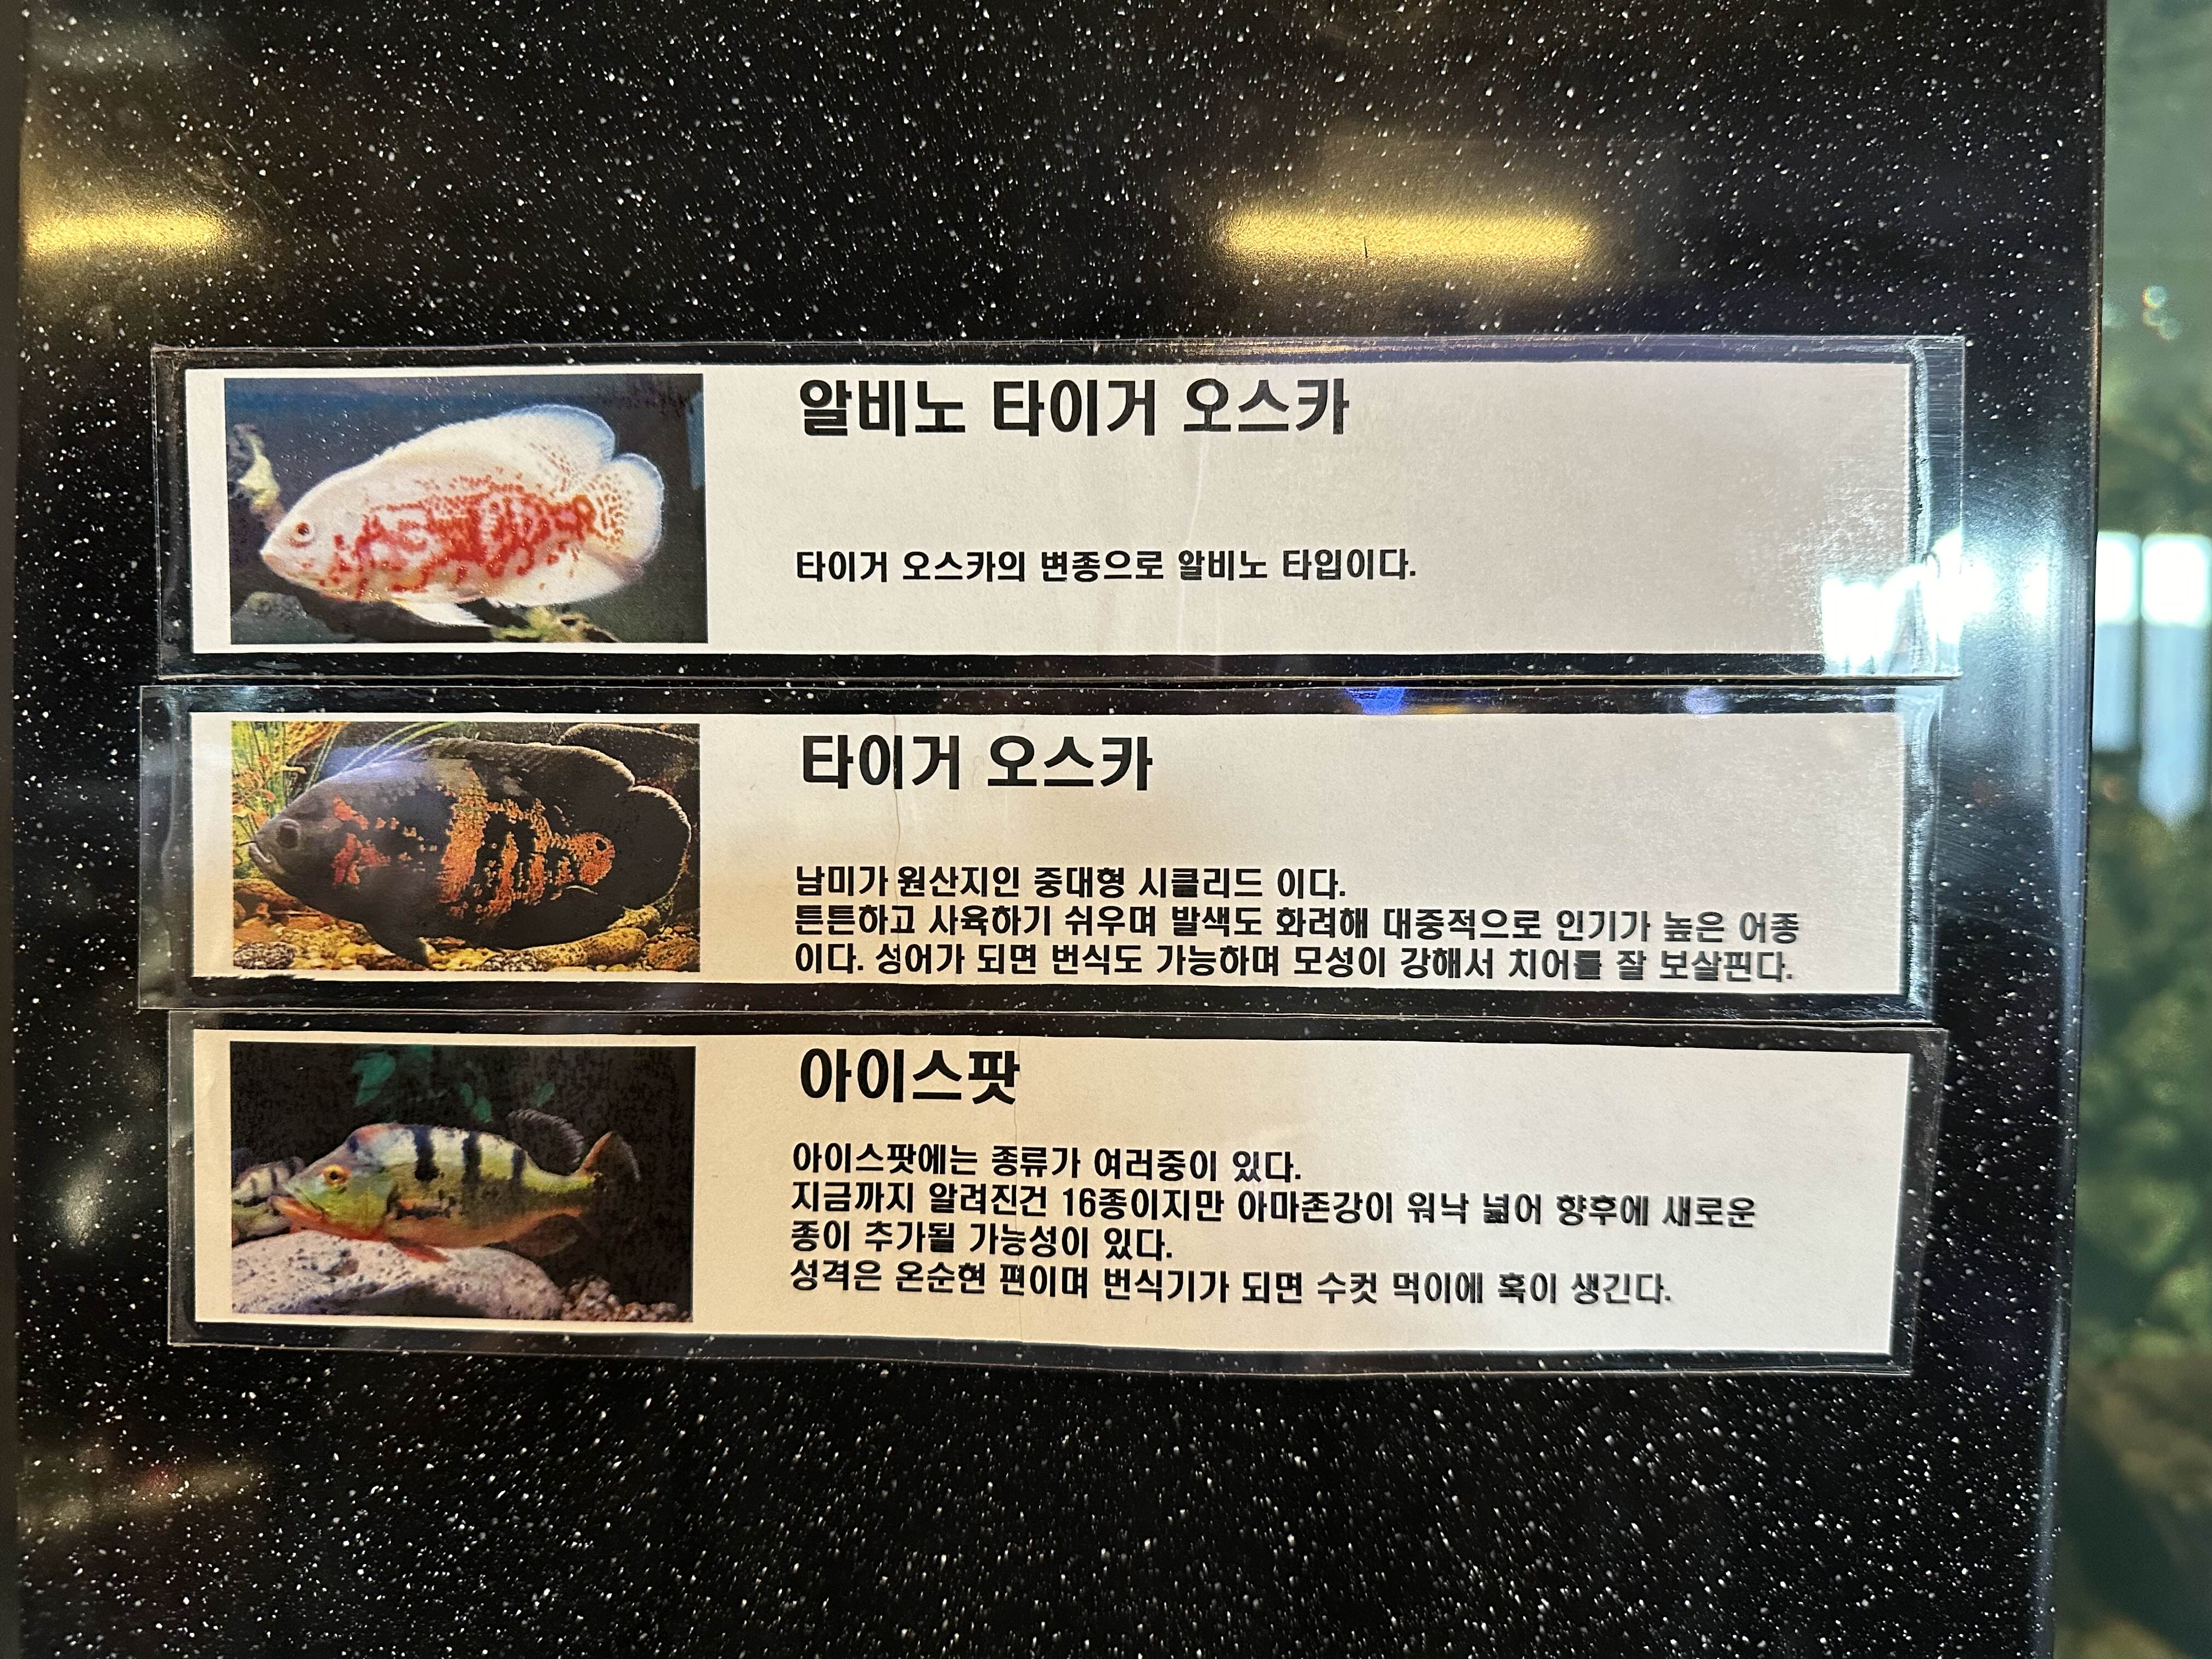 알비노 타이거 오스카
타이거 오스카의 변종으로 알비노 타입이다.
타이거 오스카
남미가 원산지인 중대형 시클리드 이다.
튼튼하고 사육하기 쉬우며 발색도 화려해 대중적으로 인기가 높은 어종
이다. 성어가 되면 번식도 가능하며 모성이 강해서 치어를 잘 보살핀다.
아이스팟
아이스팟에는 종류가 여러중이 있다.
지금까지 알려진건 16종이지만 아마존강이 워낙 넓어 향후에 새로운
종이 추가될 가능성이 있다.
성격은 온순현 편이며 번식기가 되면 수컷 먹이에 혹이 생긴다.